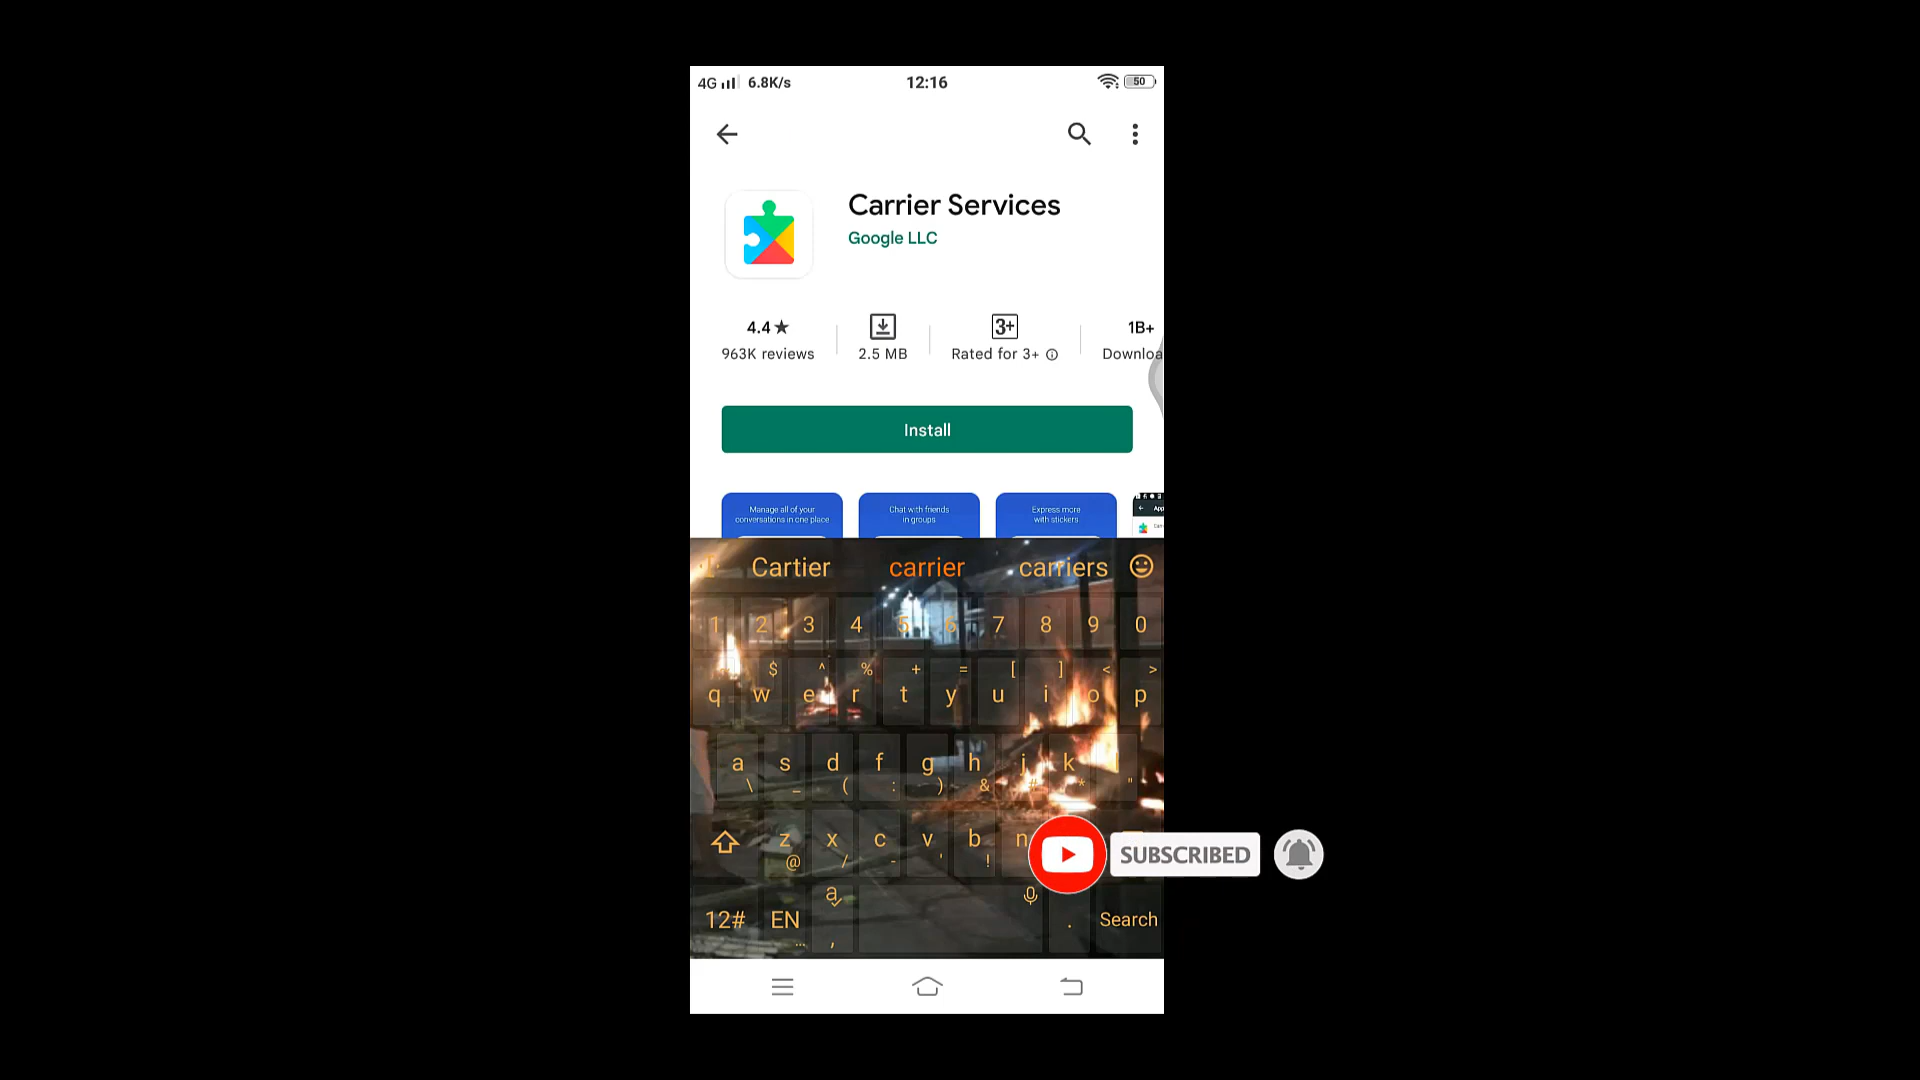 4G 6.8K/s 12:16 50
Carrier Services
Google LLC
4.4★ 3+ 1B+
963K reviews 2.5 MB Rated for 3+ Downloa
Install
Manage all of your
conversations in one place
Chat with friends
in groups
Express more
with stickers
App
Cartier carrier carriers
1 2 3 4 5 6 7 8 9 0
$ ^ % + = [ ] < >
q w e r t y u i o p
a s d f g h j k
\ _ ( : ) & # * "
z x c v b n
@ / - ' !
12# EN , . Search
SUBSCRIBED